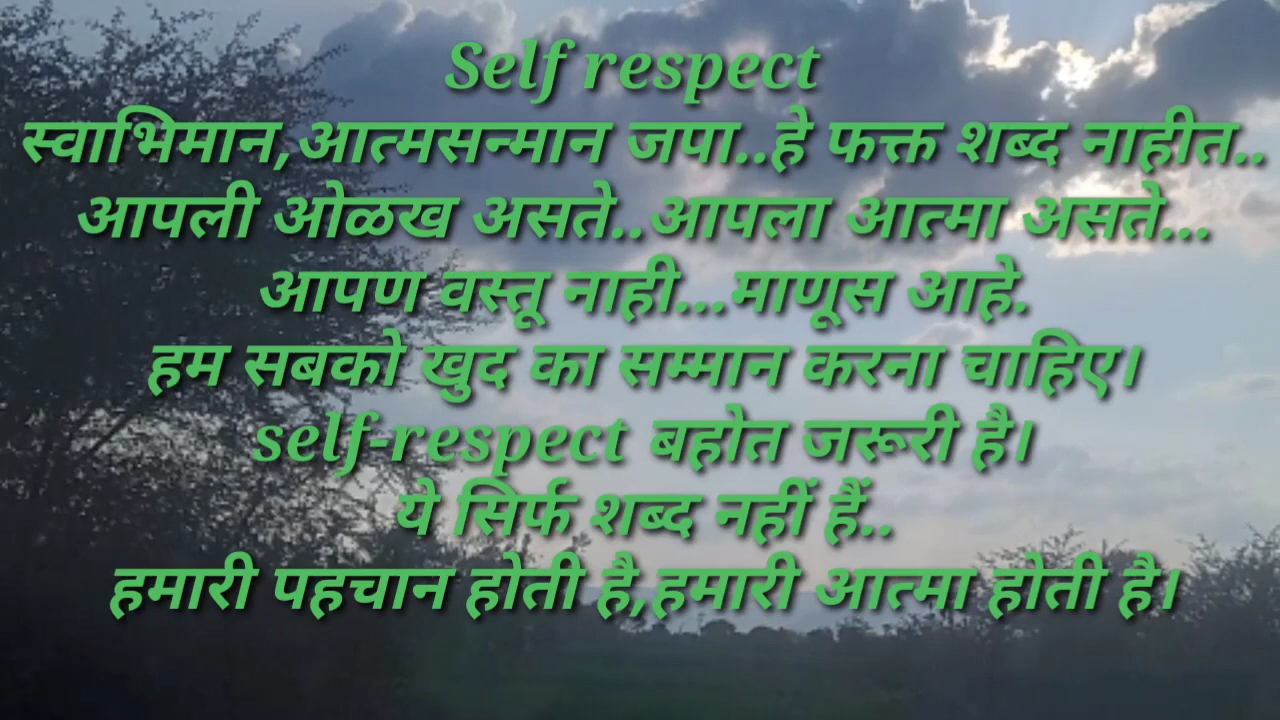 Self respect
स्वाभिमान,आत्मसन्मान जपा..हे फक्त शब्द नाहीत..
आपली ओळख असते..आपला आत्मा असते...
आपण वस्तू नाही...माणूस आहे.
हम सबको खुद का सम्मान करना चाहिए।
self-respect बहोत जरूरी है।
ये सिर्फ शब्द नहीं हैं..
हमारी पहचान होती है,हमारी आत्मा होती है।